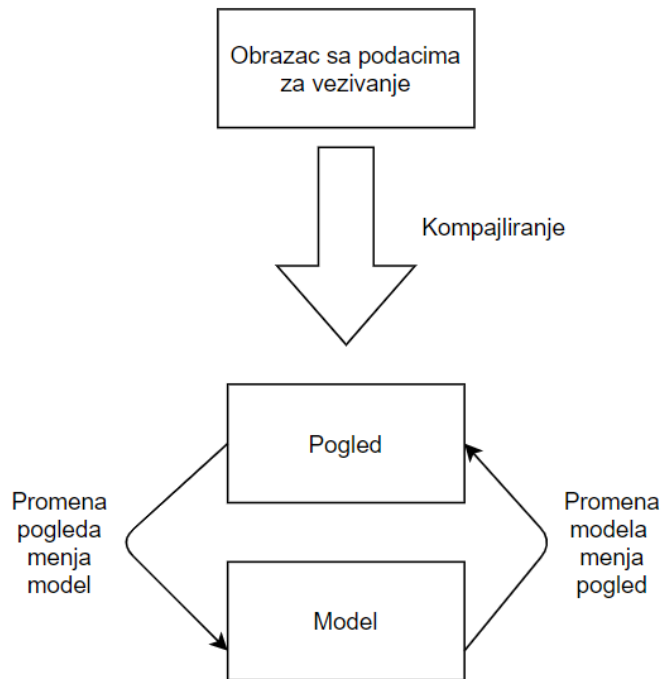 Obrazac sa podacima
za vezivanje
Kompajliranje
Pogled
Promena
pogleda
menja
model
Promena
modela
menja
pogled
Model